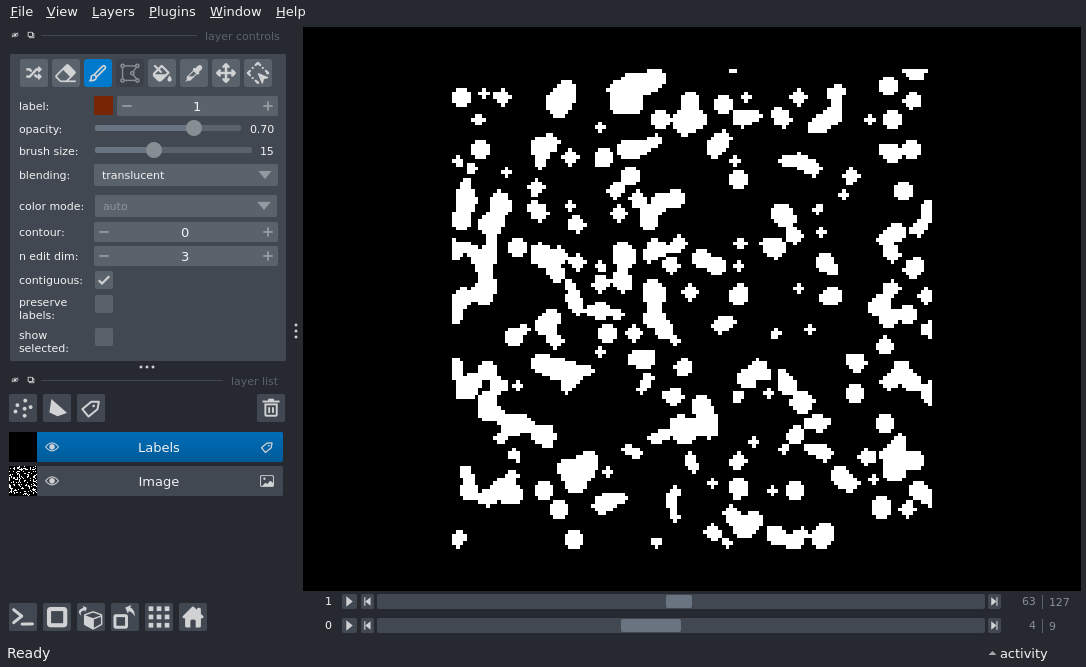 File View Layers Plugins Window Help
layer controls
label: 1
opacity: 0.70
brush size: 15
blending: translucent
color mode: auto
contour: 0
n edit dim: 3
contiguous:
preserve
labels:
show
selected:
layer list
Labels
Image
1 63 127
0 4 9
Ready
activity